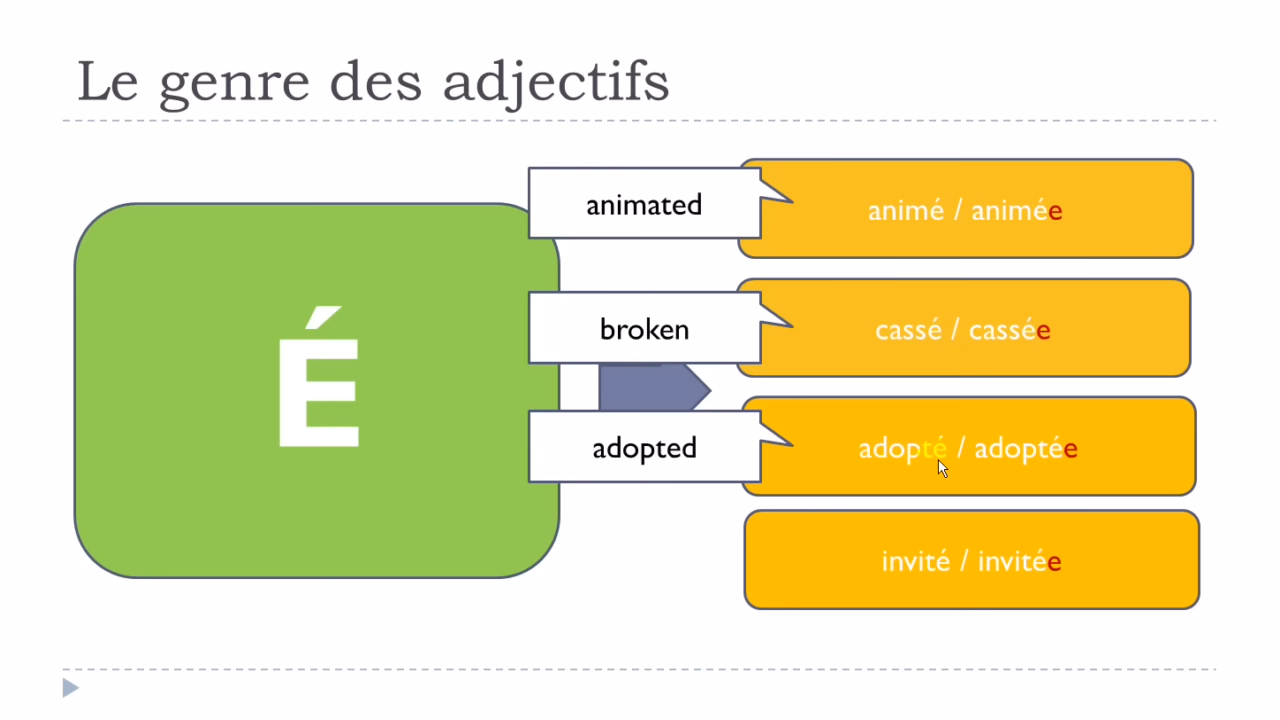 Le genre des adjectifs
É
animated
animé / animée
broken
cassé / cassée
adopted
adopté / adoptée
invité / invitée